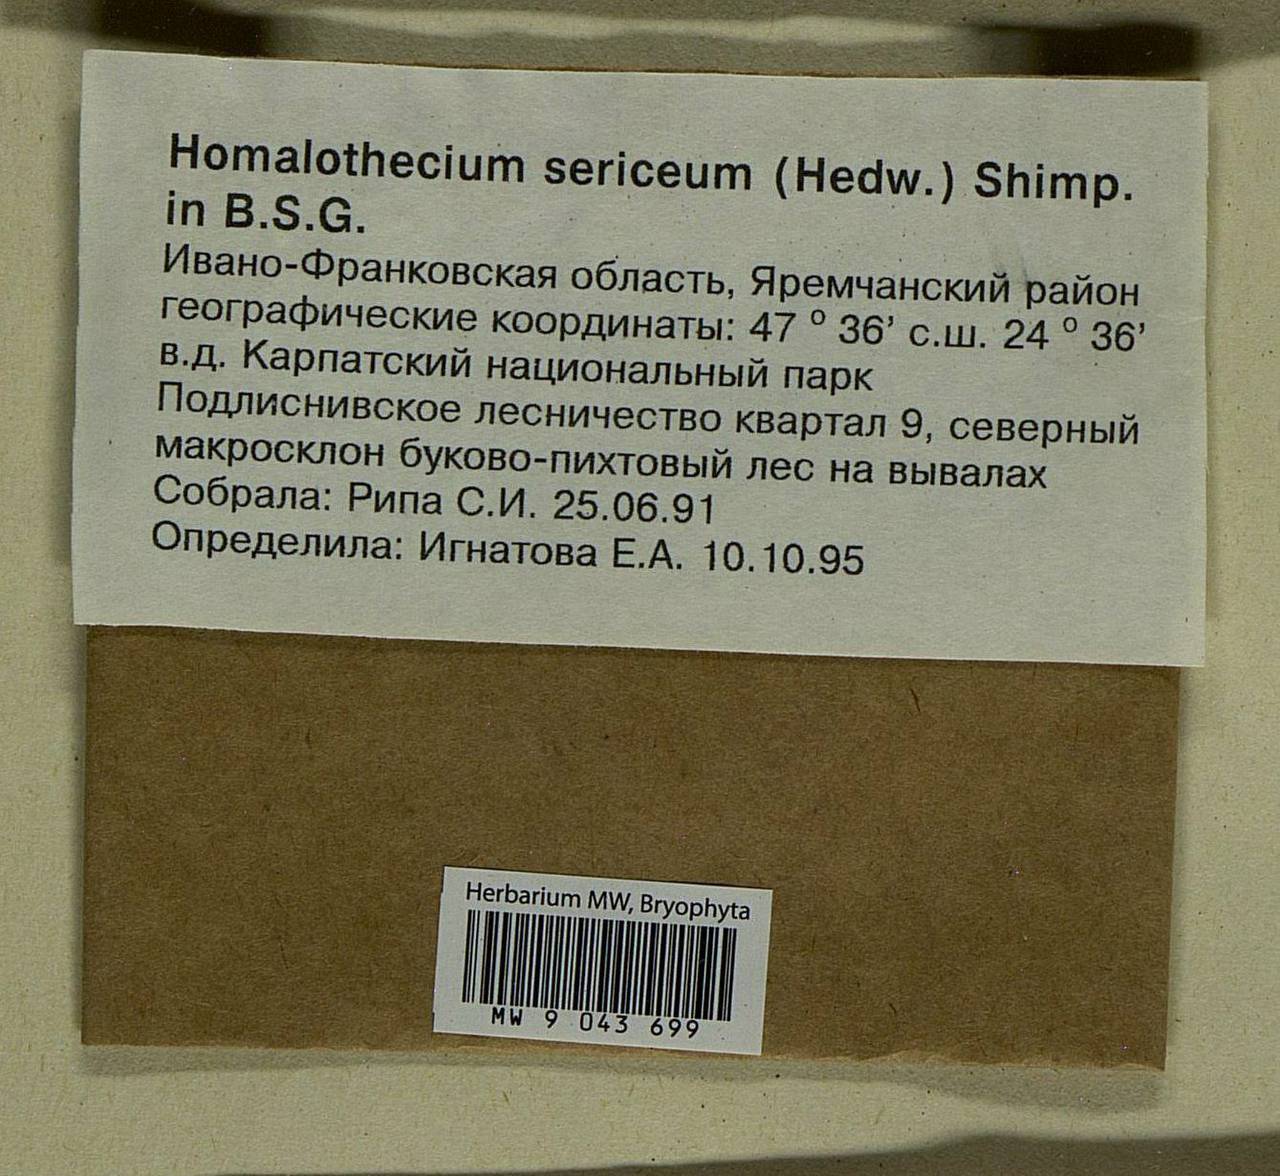 Homalothecium sericeum (Hedw.) Shimp.
in B.S.G.
Ивано-Франковская область, Яремчанский район
географические координаты: 47 º 36’ с.ш. 24 º 36’
в.д. Карпатский национальный парк
Подлиснивское лесничество квартал 9, северный
макросклон буково-пихтовый лес на вывалах
Собрала: Рипа С.И. 25.06.91
Определила: Игнатова Е.А. 10.10.95
Herbarium MW, Bryophyta
MW 9 043 699